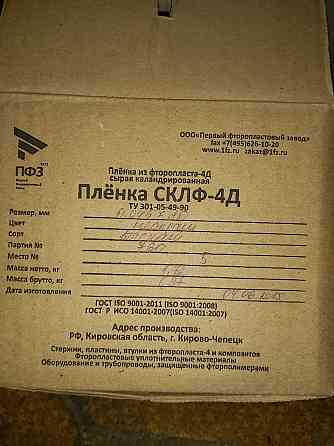 ПФЗ
ООО«Первый фторопластовый завод»
fax +7(495)626-10-20
www.1fz.ru zakaz@1fz.ru
Плёнка из фторопласта-4Д
Сырая каландрированная
Плёнка СКЛФ-4Д
ТУ 301-05-49-90
Размер, мм
Цвет
Сорт
Партия №
Место № 5
Масса нетто, кг
Масса брутто, кг
Дата изготовления
ГОСТ ISO 9001-2011 (ISO 9001:2008)
ГОСТ Р ИСО 14001-2007(ISO 14001:2007)
Адрес производства:
РФ, Кировская область, г. Кирово-Чепецк
Стержни, пластины, втулки из фторопласта-4 и композитов
Фторопластовые уплотнительные материалы
Оборудование и трубопроводы, защищенные фторполимерами